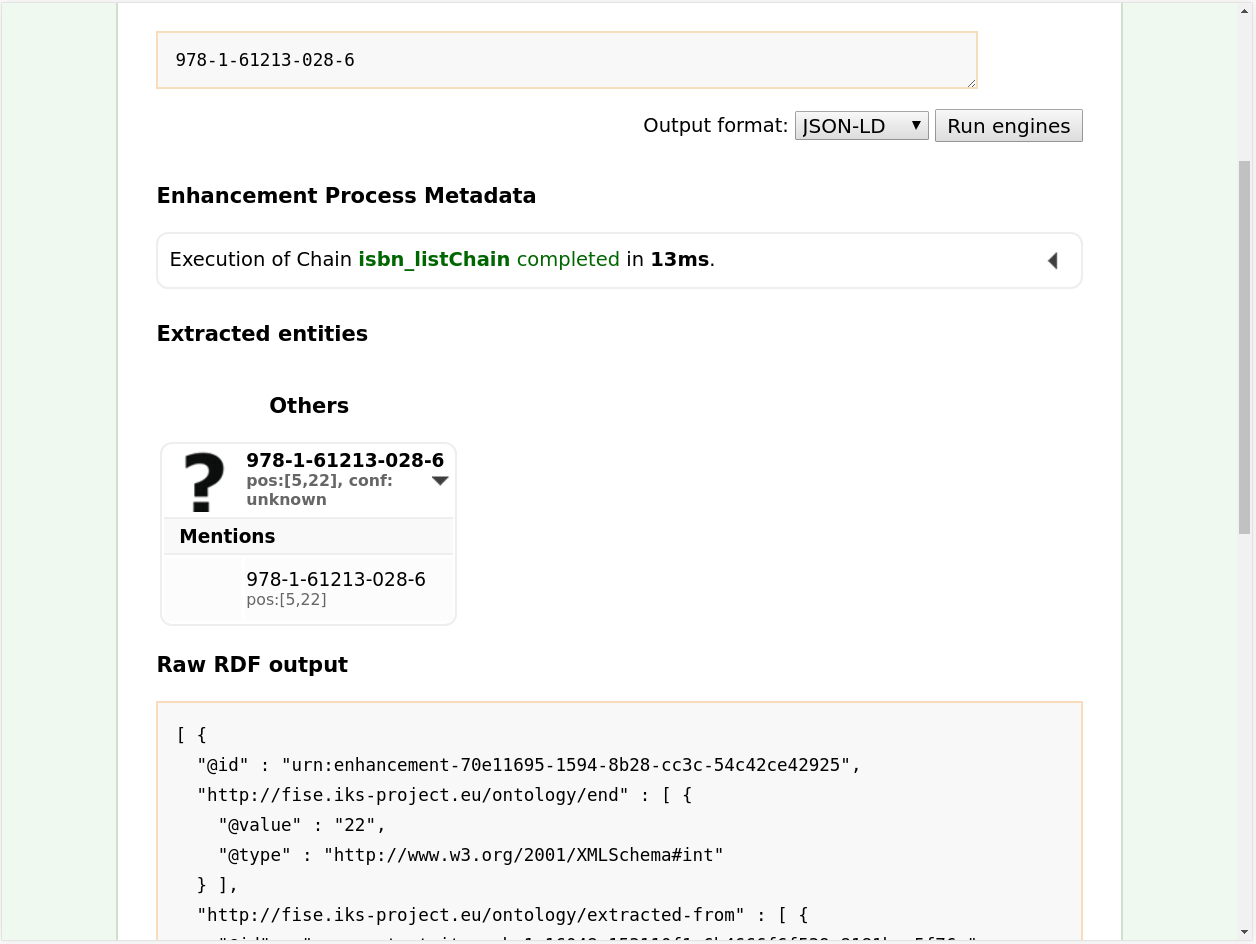 978-1-61213-028-6
Output format: JSON-LD ▼ Run engines
Enhancement Process Metadata
Execution of Chain isbn_listChain completed in 13ms.
Extracted entities
Others
?
978-1-61213-028-6
pos:[5,22], conf:
unknown
Mentions
978-1-61213-028-6
pos:[5,22]
Raw RDF output
[ {
  "@id" : "urn:enhancement-70e11695-1594-8b28-cc3c-54c42ce42925",
  "http://fise.iks-project.eu/ontology/end" : [ {
    "@value" : "22",
    "@type" : "http://www.w3.org/2001/XMLSchema#int"
  } ],
  "http://fise.iks-project.eu/ontology/extracted-from" : [ {